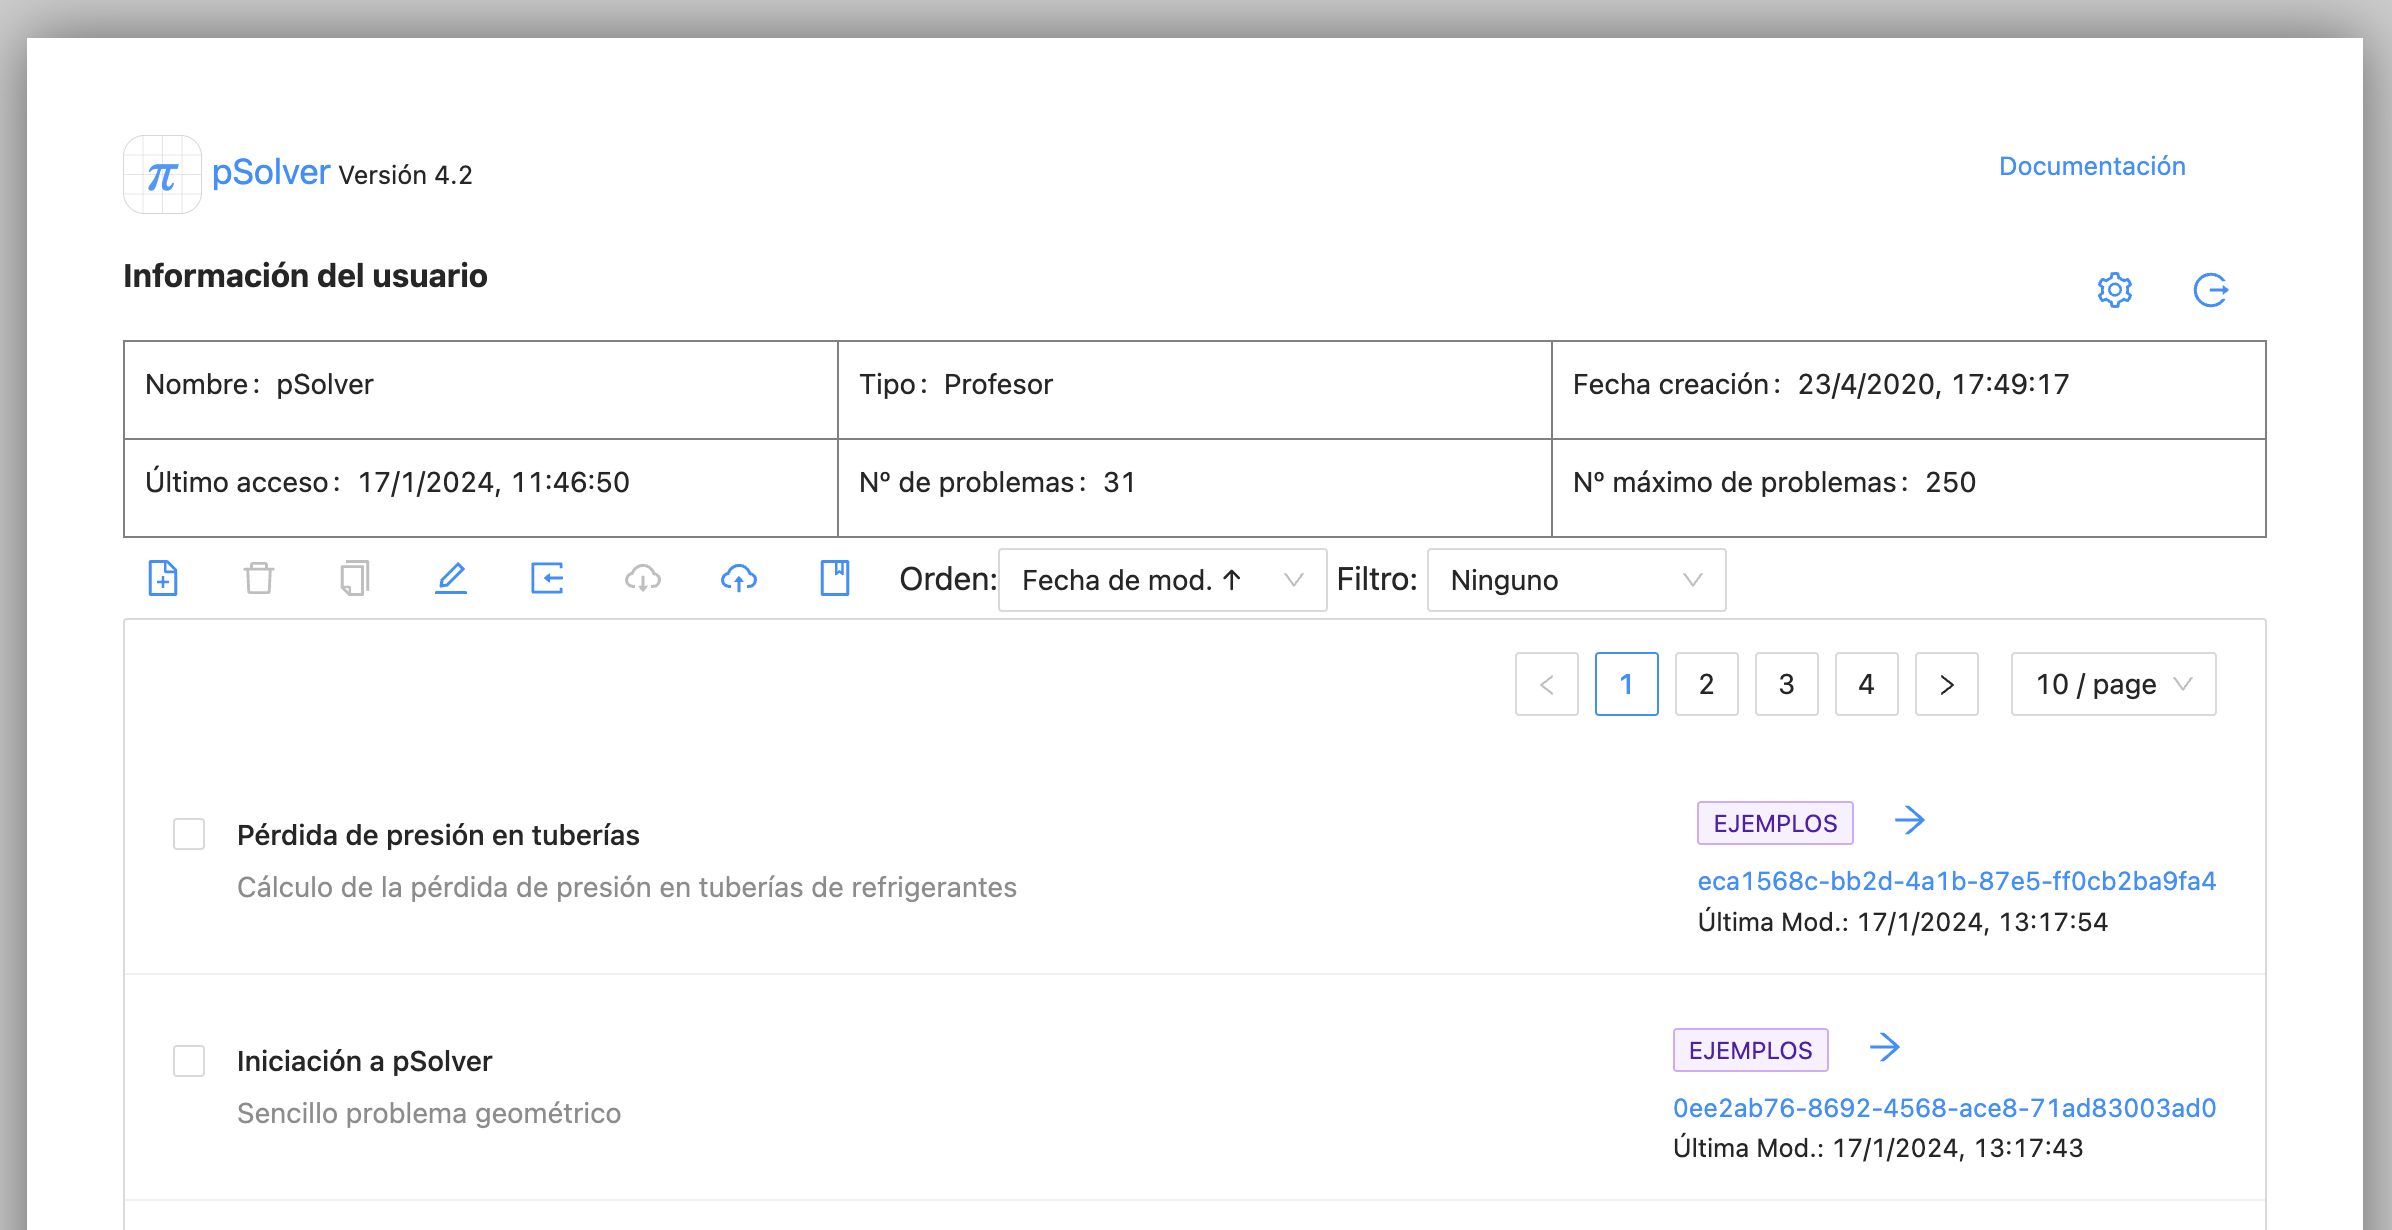 π pSolver Versión 4.2
Documentación
Información del usuario
Nombre: pSolver
Tipo: Profesor
Fecha creación: 23/4/2020, 17:49:17
Último acceso: 17/1/2024, 11:46:50
Nº de problemas: 31
Nº máximo de problemas: 250
Orden: Fecha de mod. ↑ Filtro: Ninguno
< 1 2 3 4 > 10 / page
Pérdida de presión en tuberías
Cálculo de la pérdida de presión en tuberías de refrigerantes
EJEMPLOS
eca1568c-bb2d-4a1b-87e5-ff0cb2ba9fa4
Última Mod.: 17/1/2024, 13:17:54
Iniciación a pSolver
Sencillo problema geométrico
EJEMPLOS
0ee2ab76-8692-4568-ace8-71ad83003ad0
Última Mod.: 17/1/2024, 13:17:43